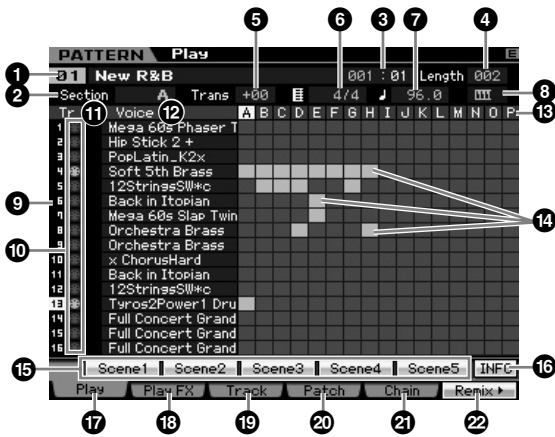 5 6 3 7 4
PATTERN Play E
1 01 New R&B 001 : 01 Length 002
2 Section A Trans +00 4/4 96.0 8
Tr 11 Voice 12 A B C D E F G H I J K L M N O P 13
1 Mega 60s Phaser T
2 Hip Stick 2 +
3 PopLatin_K2x
4 Soft 5th Brass
5 12StringsSW*c
9 6 Back in Itopian
7 Mega 60s Slap Twin 14
8 Orchestra Brass
10 9 Orchestra Brass
10 x ChorusHard
11 Back in Itopian
12 12StringsSW*c
13 Tyros2Power1 Dru
14 Full Concert Grand
15 Full Concert Grand
16 Full Concert Grand
15 Scene1 Scene2 Scene3 Scene4 Scene5 INFO 16
Play Play FX Track Patch Chain Remix
17 18 19 20 21 22